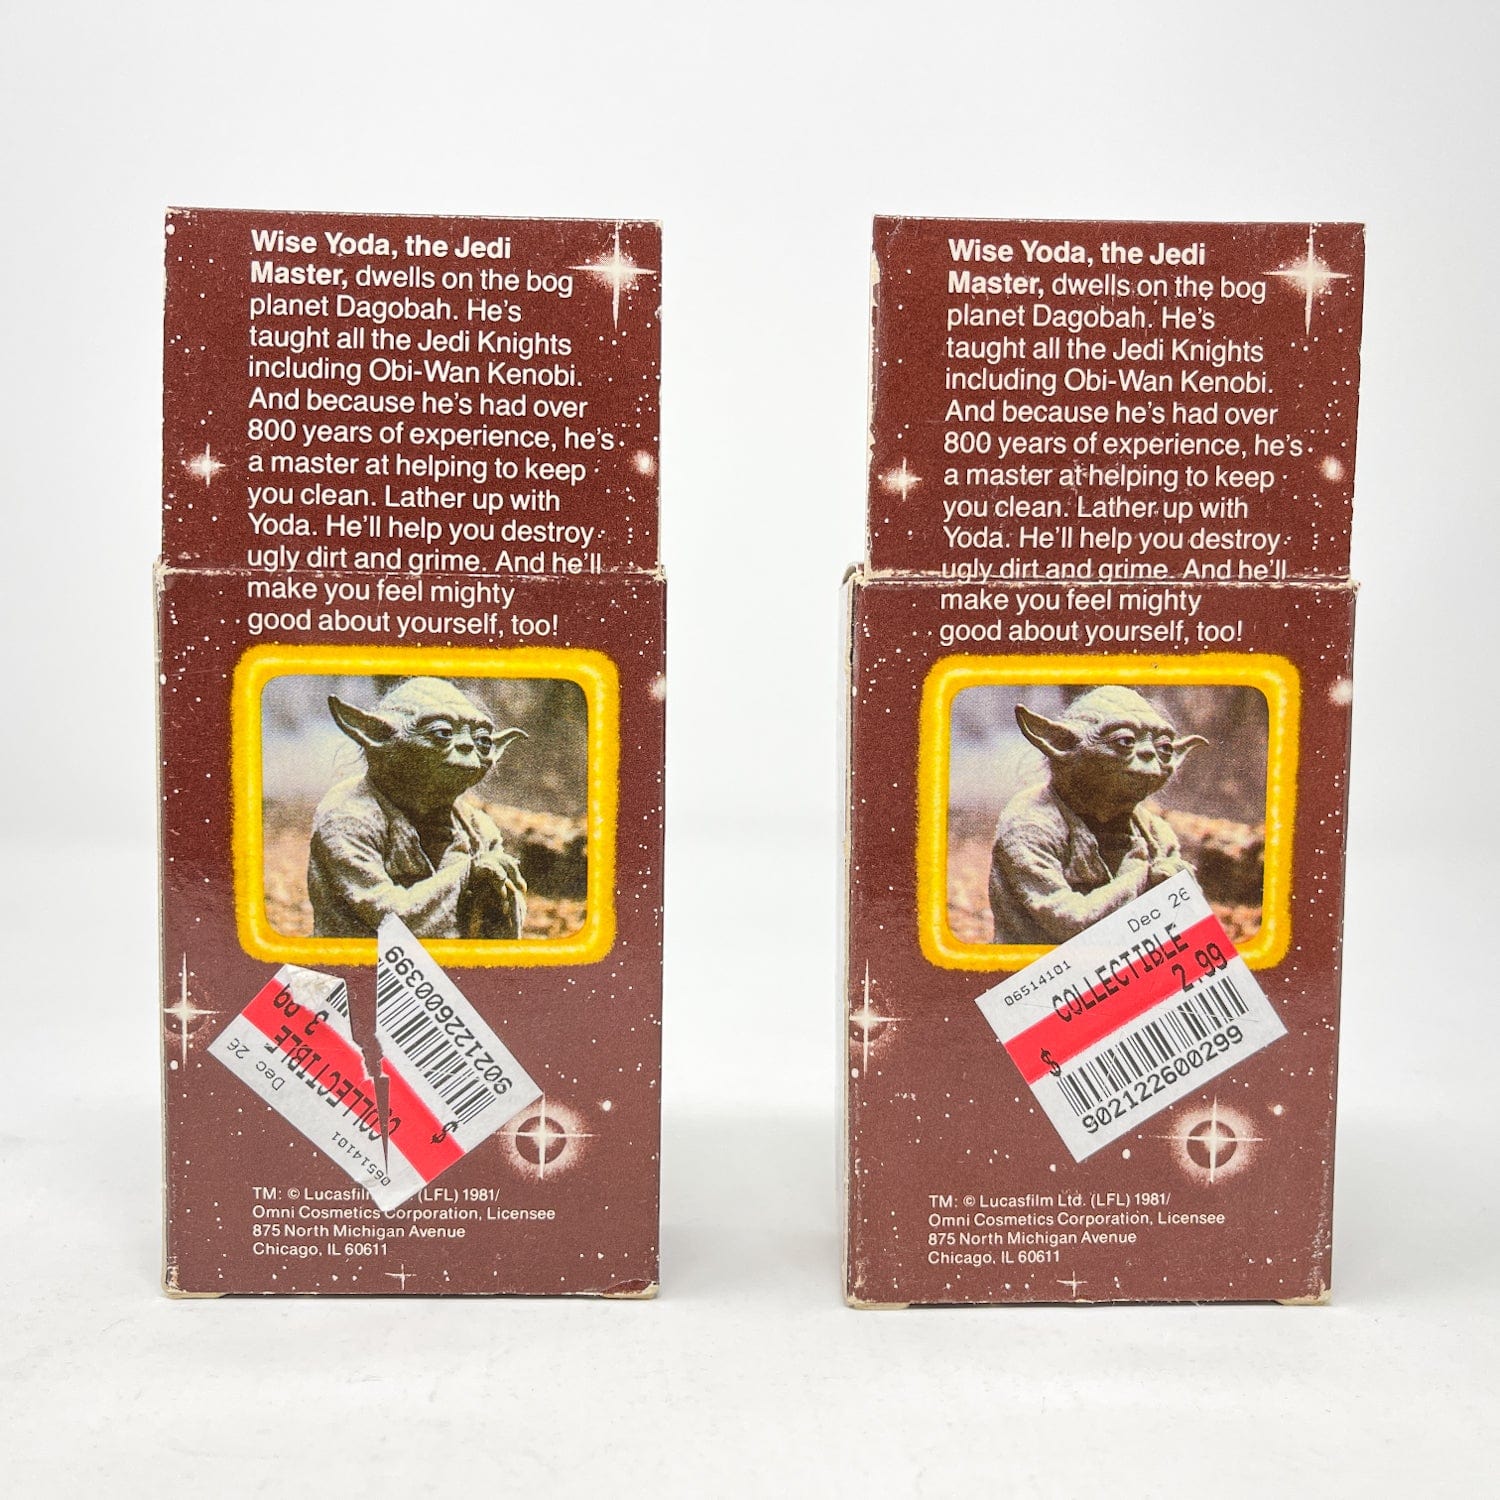 Wise Yoda, the Jedi
Master, dwells on the bog
planet Dagobah. He's
taught all the Jedi Knights
including Obi-Wan Kenobi.
And because he's had over
800 years of experience, he's
a master at helping to keep
you clean. Lather up with
Yoda. He'll help you destroy
ugly dirt and grime. And he'll
make you feel mighty
good about yourself, too!
902122600399
$
COLLECTIBLE
3.99
Dec 26
06514101
TM: © Lucasfilm (LFL) 1981/
Omni Cosmetics Corporation, Licensee
875 North Michigan Avenue
Chicago, IL 60611
Wise Yoda, the Jedi
Master, dwells on the bog
planet Dagobah. He's
taught all the Jedi Knights
including Obi-Wan Kenobi.
And because he's had over
800 years of experience, he's
a master at helping to keep
you clean. Lather up with
Yoda. He'll help you destroy
ugly dirt and grime. And he'll
make you feel mighty
good about yourself, too!
06514101 Dec 26
COLLECTIBLE
$ 2.99
902122600299
TM: © Lucasfilm Ltd. (LFL) 1981/
Omni Cosmetics Corporation, Licensee
875 North Michigan Avenue
Chicago, IL 60611